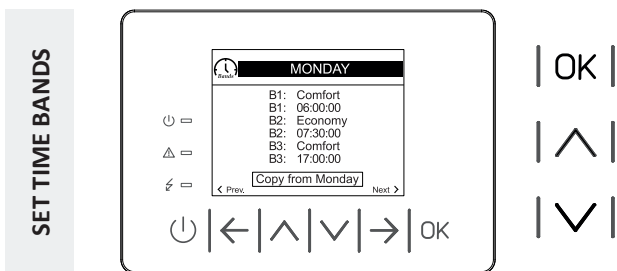 SET TIME BANDS
Bands
MONDAY
B1: Comfort
B1: 06:00:00
B2: Economy
B2: 07:30:00
B3: Comfort
B3: 17:00:00
Copy from Monday
Prev.
Next
OK
OK